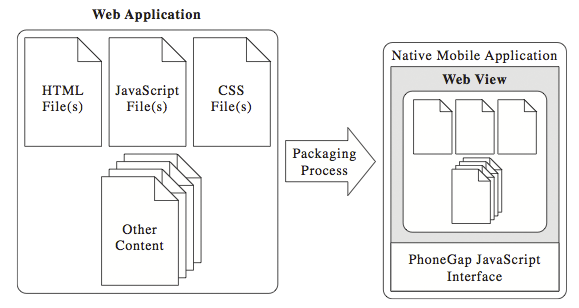 Web Application
HTML
File(s)
JavaScript
File(s)
CSS
File(s)
Other
Content
Packaging
Process
Native Mobile Application
Web View
PhoneGap JavaScript
Interface